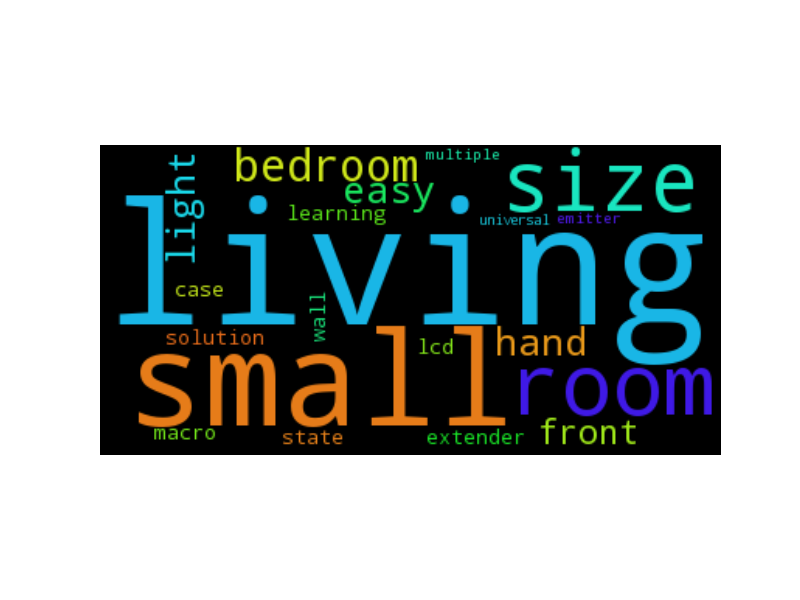 multiple
bedroom
size
light
easy
learning
universal
emitter
living
case
wall
solution
lcd
hand
small
room
macro
state
extender
front